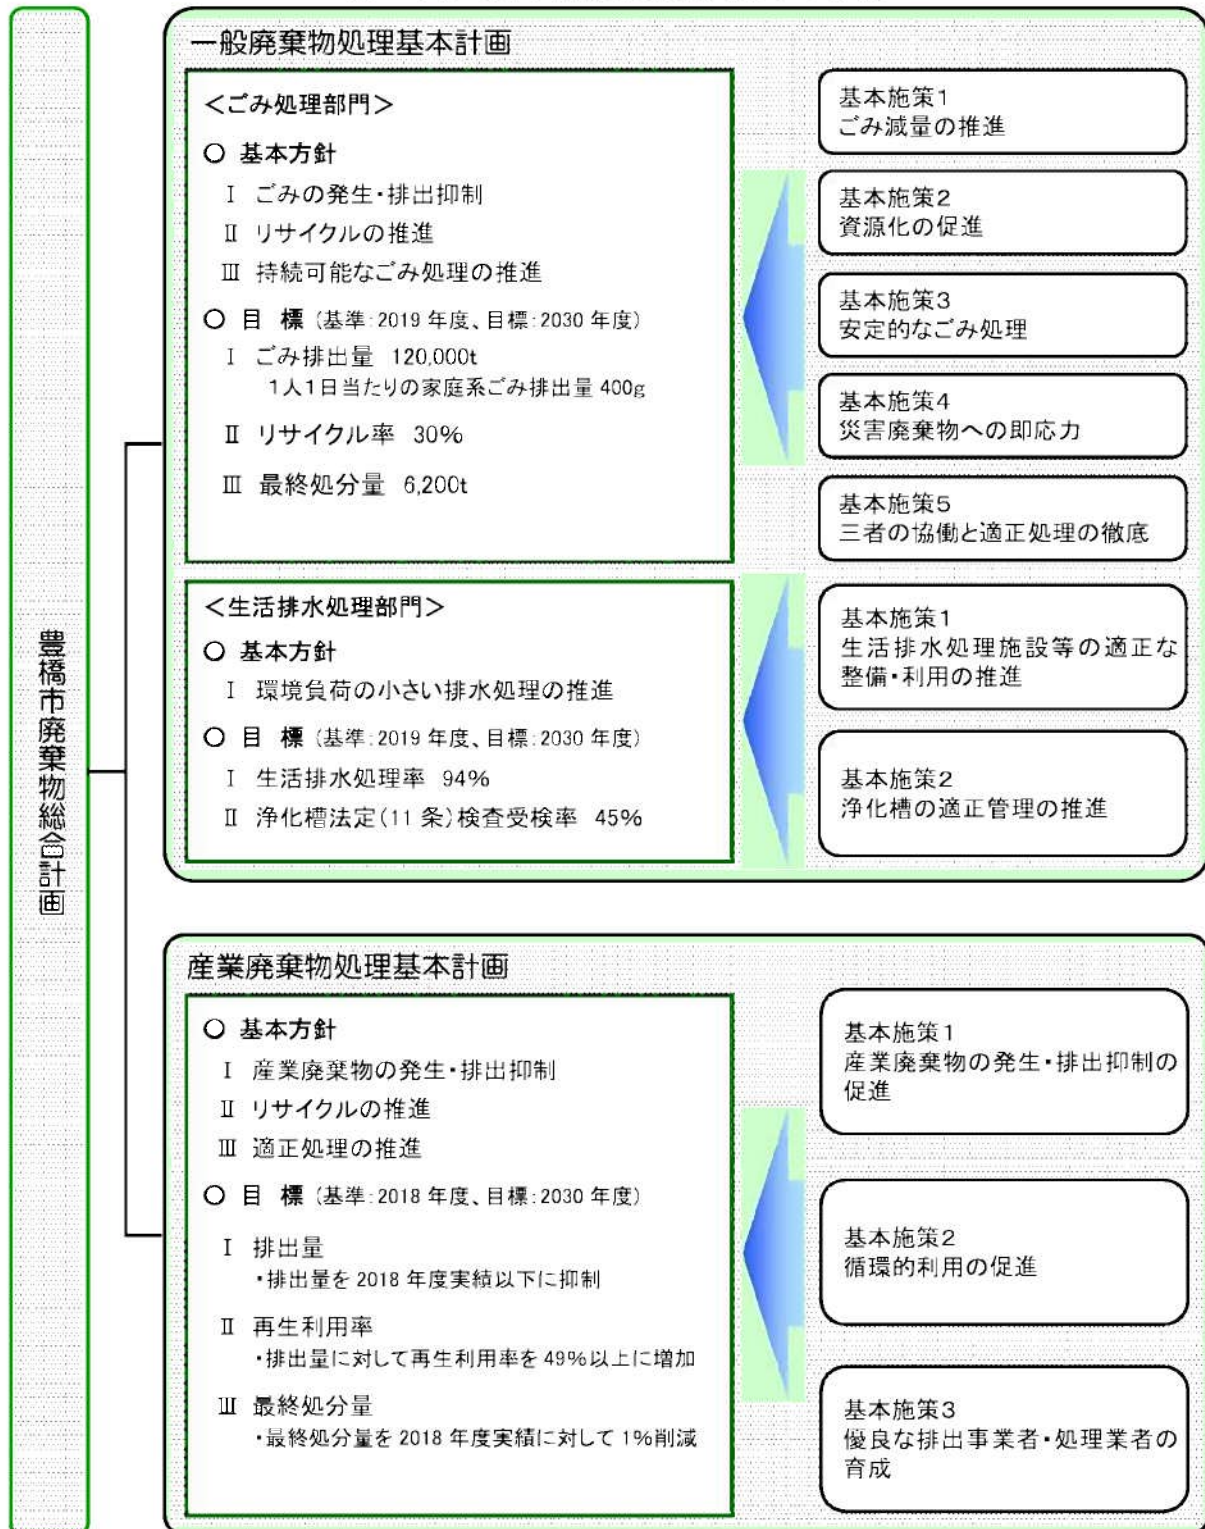 豊橋市廃棄物総合計画
一般廃棄物処理基本計画
＜ごみ処理部門＞
○ 基本方針
Ⅰ ごみの発生・排出抑制
Ⅱ リサイクルの推進
Ⅲ 持続可能なごみ処理の推進
○ 目 標 (基準:2019 年度、目標:2030 年度)
Ⅰ ごみ排出量 120,000t
1人1日当たりの家庭系ごみ排出量 400g
Ⅱ リサイクル率 30%
Ⅲ 最終処分量 6,200t
基本施策1
ごみ減量の推進
基本施策2
資源化の促進
基本施策3
安定的なごみ処理
基本施策4
災害廃棄物への即応力
基本施策5
三者の協働と適正処理の徹底
＜生活排水処理部門＞
○ 基本方針
Ⅰ 環境負荷の小さい排水処理の推進
○ 目 標 (基準:2019 年度、目標:2030 年度)
Ⅰ 生活排水処理率 94%
Ⅱ 浄化槽法定(11 条)検査受検率 45%
基本施策1
生活排水処理施設等の適正な
整備・利用の推進
基本施策2
浄化槽の適正管理の推進
産業廃棄物処理基本計画
○ 基本方針
Ⅰ 産業廃棄物の発生・排出抑制
Ⅱ リサイクルの推進
Ⅲ 適正処理の推進
○ 目 標 (基準:2018 年度、目標:2030 年度)
Ⅰ 排出量
・排出量を 2018 年度実績以下に抑制
Ⅱ 再生利用率
・排出量に対して再生利用率を 49%以上に増加
Ⅲ 最終処分量
・最終処分量を 2018 年度実績に対して 1%削減
基本施策1
産業廃棄物の発生・排出抑制の
促進
基本施策2
循環的利用の促進
基本施策3
優良な排出事業者・処理業者の
育成